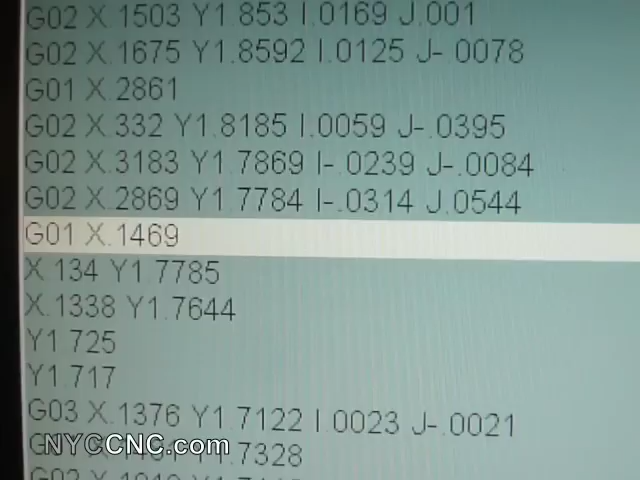 G02 X.1503 Y1.853 I.0169 J.001
G02 X.1675 Y1.8592 I.0125 J-.0078
G01 X.2861
G02 X.332 Y1.8185 I.0059 J-.0395
G02 X.3183 Y1.7869 I-.0239 J-.0084
G02 X.2869 Y1.7784 I-.0314 J.0544
G01 X.1469
X.134 Y1.7785
X.1338 Y1.7644
Y1.725
Y1.717
G03 X.1376 Y1.7122 I.0023 J-.0021
NYCCNC.com